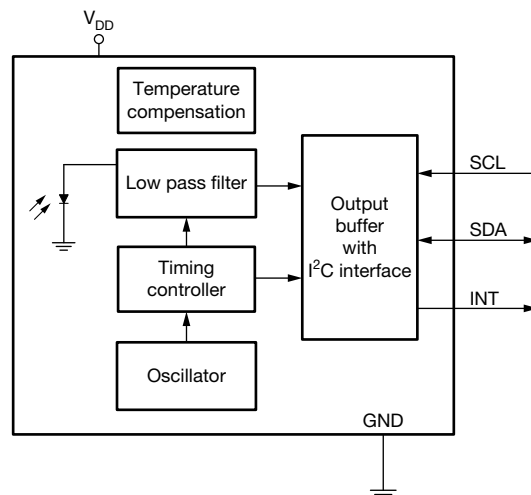 V_DD
Temperature
compensation
Low pass filter
Output
buffer
with
I²C interface
SCL
SDA
INT
Timing
controller
Oscillator
GND